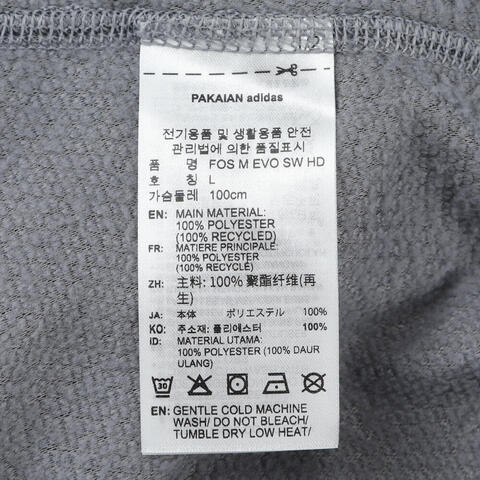 PAKAIAN adidas
전기용품 및 생활용품 안전
관리법에 의한 품질표시
품 명 FOS M EVO SW HD
호 칭 L
가슴둘레 100cm
EN: MAIN MATERIAL:
100% POLYESTER
(100% RECYCLED)
FR: MATIERE PRINCIPALE:
100% POLYESTER
(100% RECYCLÉ)
ZH: 主料: 100% 聚酯纤维(再
生)
JA: 本体 ポリエステル 100%
KO: 주소재: 폴리에스터 100%
ID: MATERIAL UTAMA:
100% POLYESTER (100% DAUR
ULANG)
30
EN: GENTLE COLD MACHINE
WASH/ DO NOT BLEACH/
TUMBLE DRY LOW HEAT/